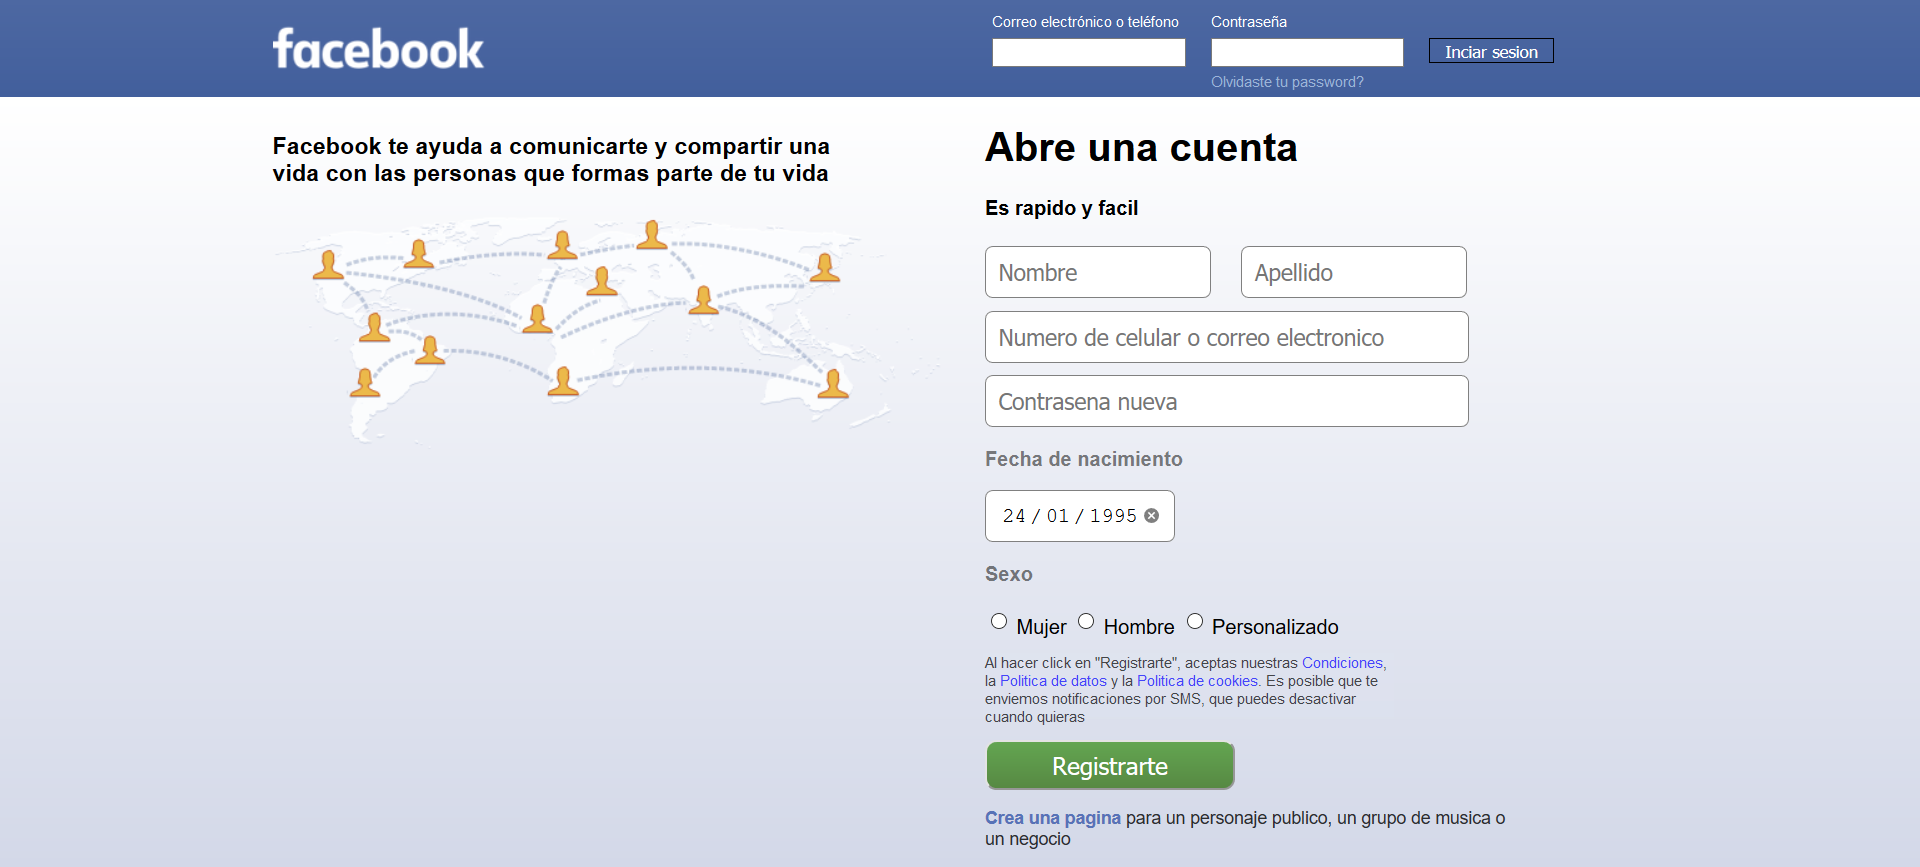 facebook
Correo electrónico o teléfono
Contraseña
Inciar sesion
Olvidaste tu password?
Facebook te ayuda a comunicarte y compartir una
vida con las personas que formas parte de tu vida
Abre una cuenta
Es rapido y facil
Nombre
Apellido
Numero de celular o correo electronico
Contrasena nueva
Fecha de nacimiento
24 / 01 / 1995
Sexo
Mujer
Hombre
Personalizado
Al hacer click en "Registrarte", aceptas nuestras Condiciones,
la Politica de datos y la Politica de cookies. Es posible que te
enviemos notificaciones por SMS, que puedes desactivar
cuando quieras
Registrarte
Crea una pagina para un personaje publico, un grupo de musica o
un negocio